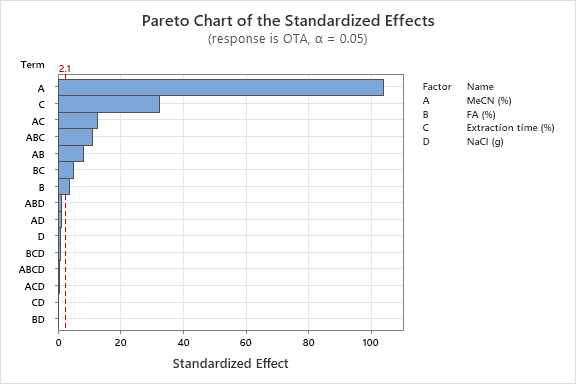 Pareto Chart of the Standardized Effects
(response is OTA, α = 0.05)
Term
2.1
A
C
AC
ABC
AB
BC
B
ABD
AD
D
BCD
ABCD
ACD
CD
BD
0 20 40 60 80 100
Standardized Effect
Factor Name
A MeCN (%)
B FA (%)
C Extraction time (%)
D NaCl (g)